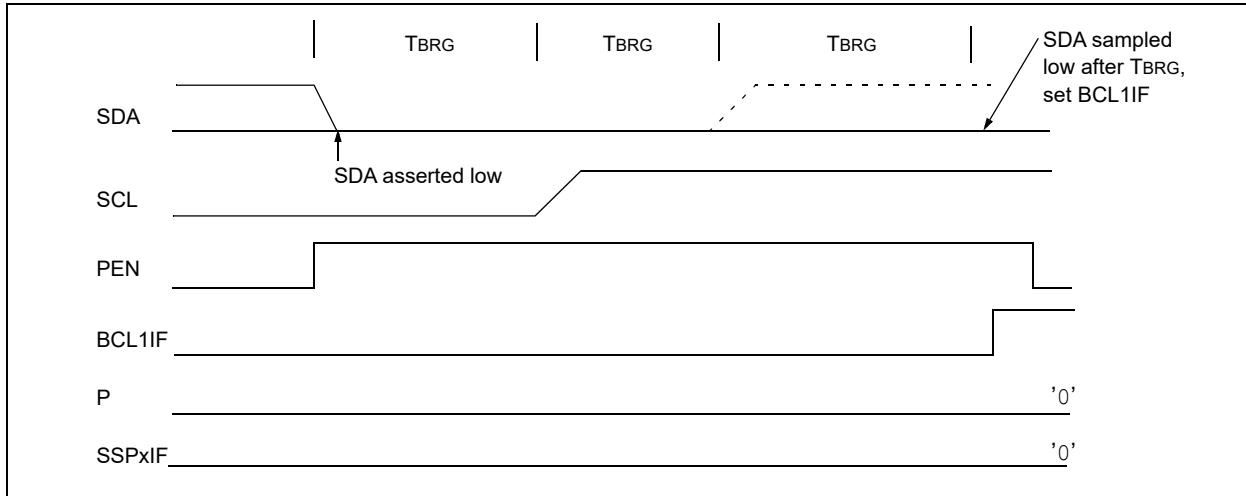 TBRG
TBRG
TBRG
SDA sampled
low after TBRG,
set BCL1IF
SDA
SDA asserted low
SCL
PEN
BCL1IF
P
'0'
SSPxIF
'0'